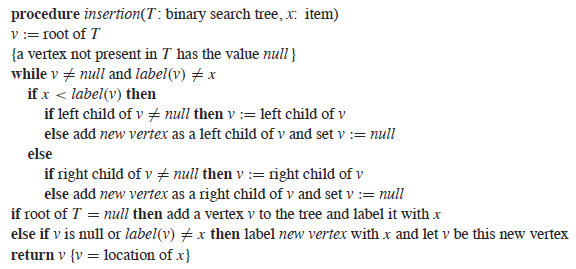 procedure insertion(T: binary search tree, x: item)
v := root of T
{a vertex not present in T has the value null}
while v ≠ null and label(v) ≠ x
if x < label(v) then
if left child of v ≠ null then v := left child of v
else add new vertex as a left child of v and set v := null
else
if right child of v ≠ null then v := right child of v
else add new vertex as a right child of v and set v := null
if root of T = null then add a vertex v to the tree and label it with x
else if v is null or label(v) ≠ x then label new vertex with x and let v be this new vertex
return v {v = location of x}